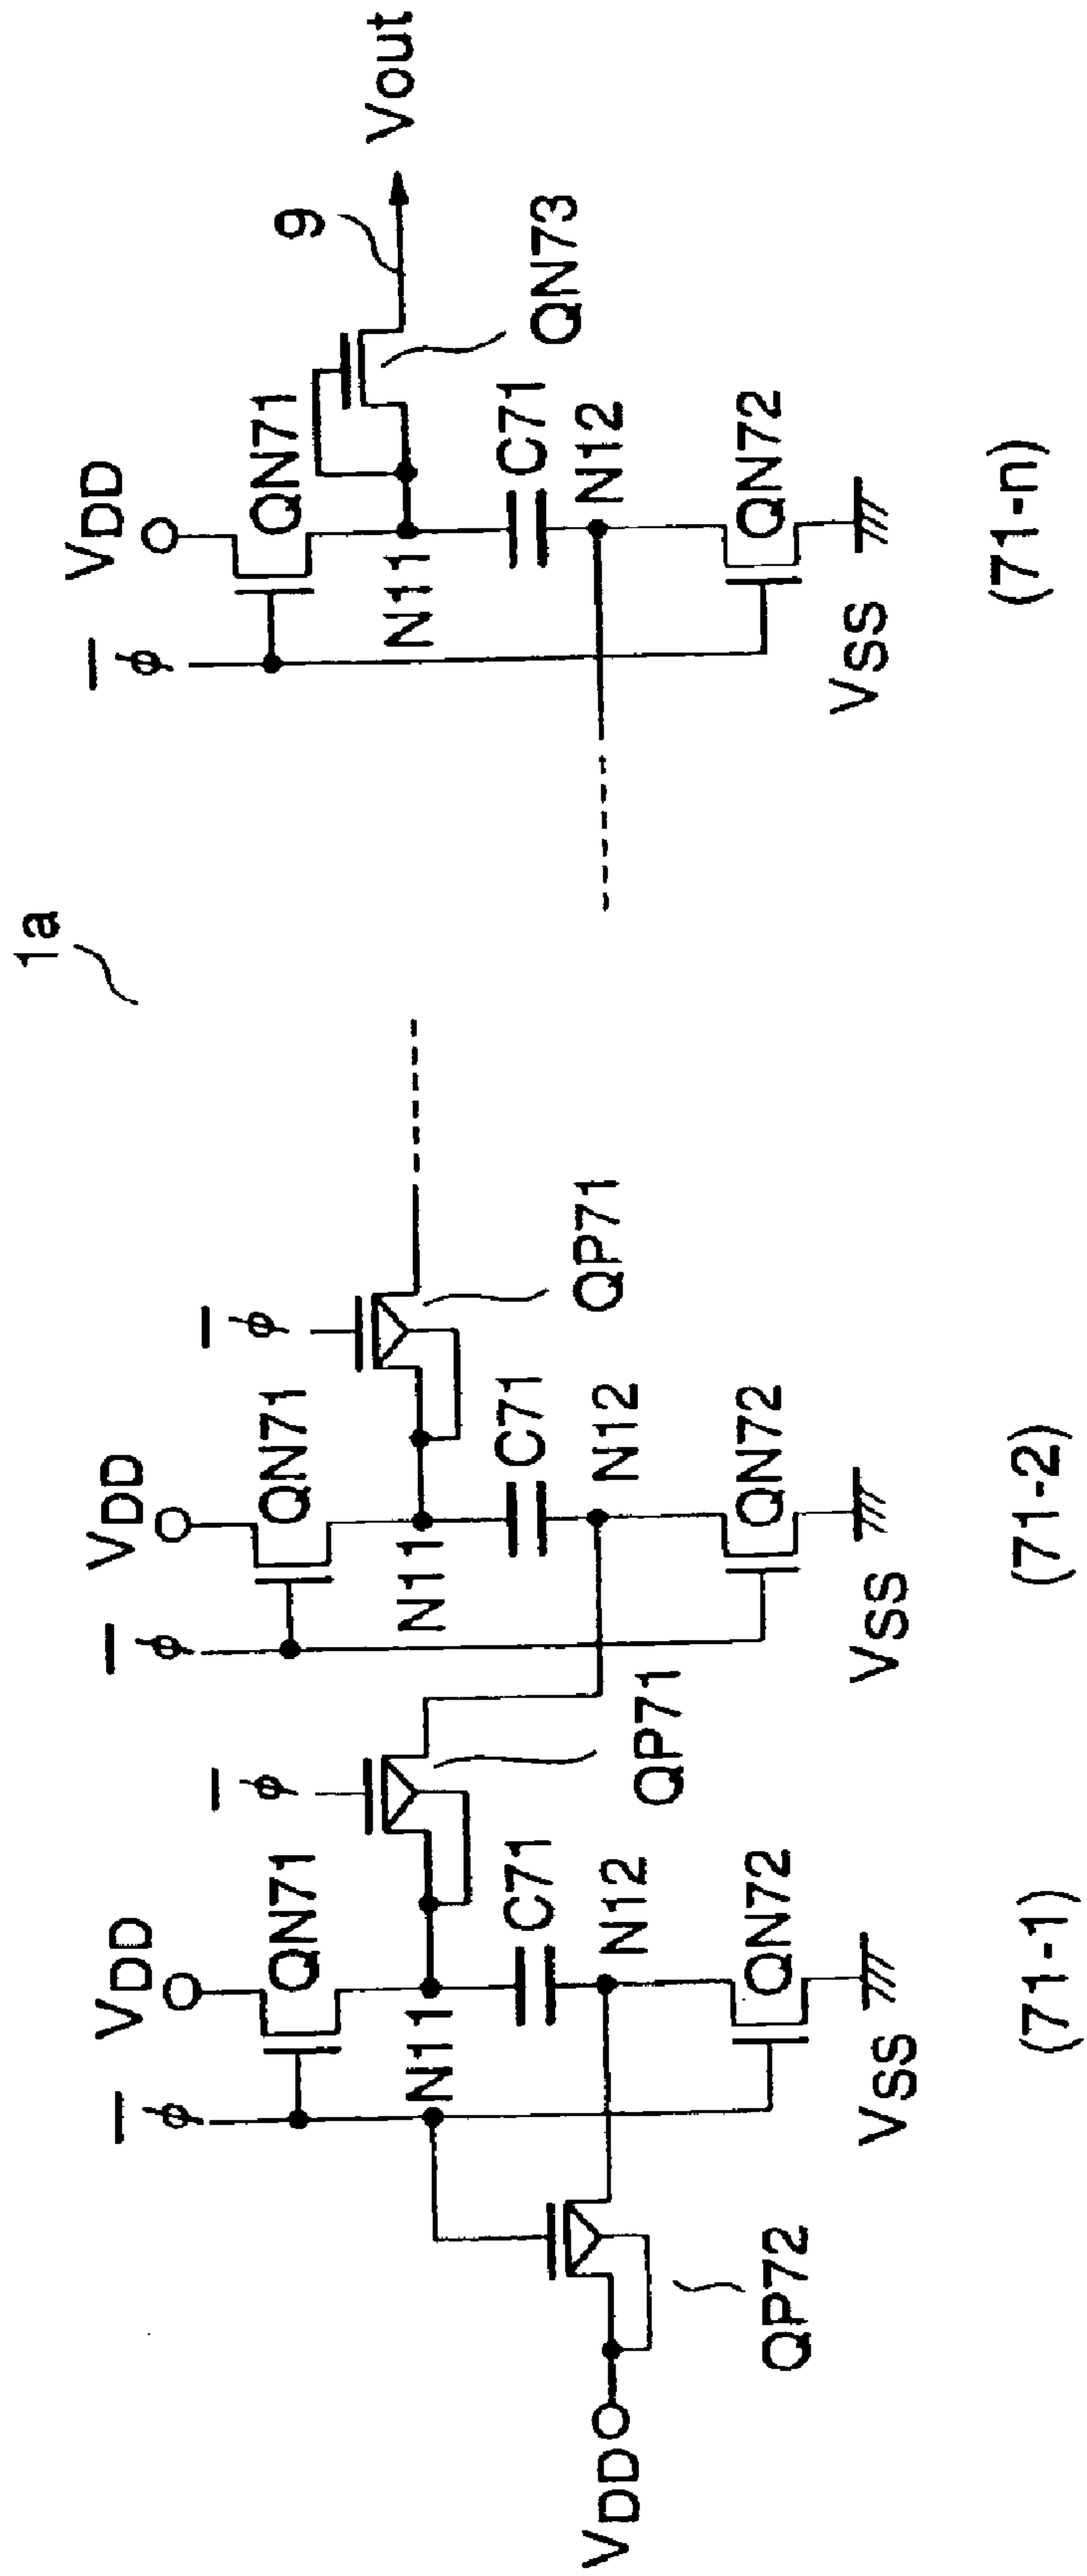 1a
VDD
VDD
VDD
φ̅
φ̅
φ̅
QN71
φ̅
QN71
φ̅
QN71
9
Vout
N11
N11
N11
QN73
C71
QP71
C71
QP71
C71
VDD
N12
N12
N12
QP72
QN72
QN72
QN72
VSS
VSS
VSS
(71-1)
(71-2)
(71-n)